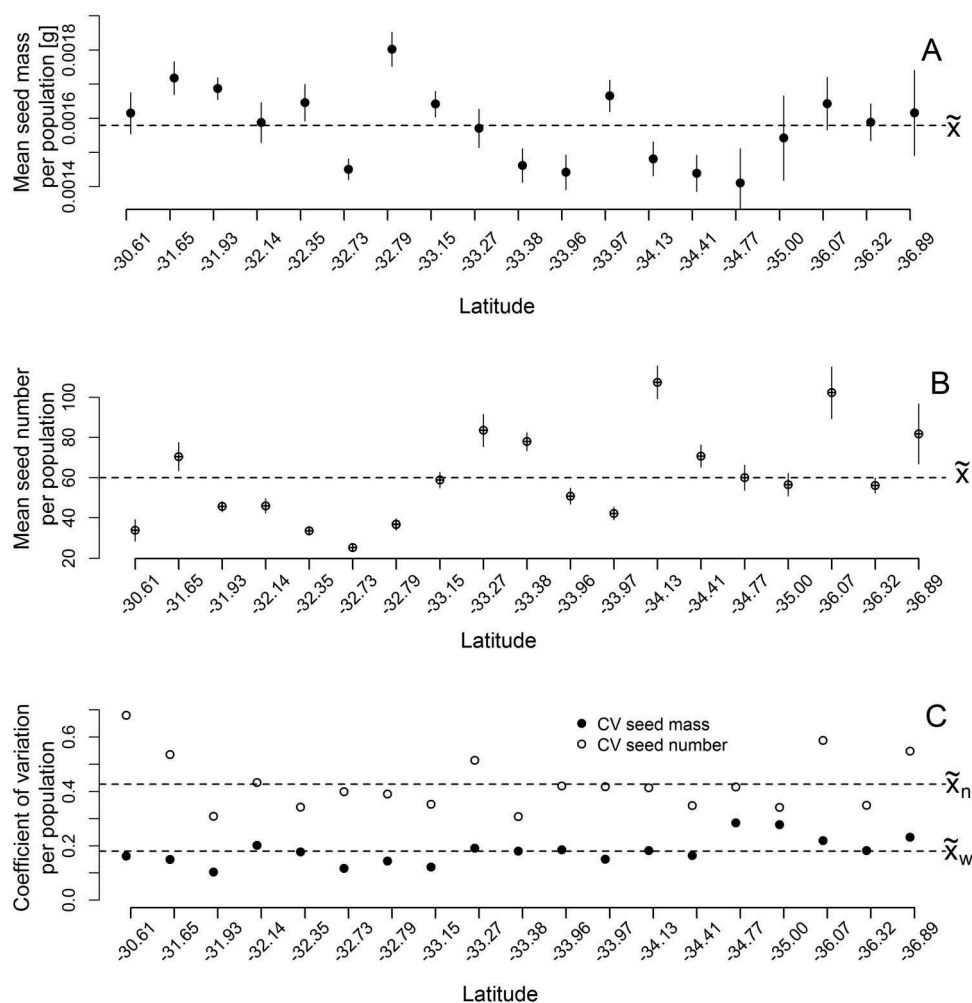 A
Mean seed mass
per population [g]
0.0018
0.0016
0.0014
x̃
-30.61 -31.65 -31.93 -32.14 -32.35 -32.73 -32.79 -33.15 -33.27 -33.38 -33.96 -33.97 -34.13 -34.41 -34.77 -35.00 -36.07 -36.32 -36.89
Latitude
B
Mean seed number
per population
100
80
60
40
20
x̃
-30.61 -31.65 -31.93 -32.14 -32.35 -32.73 -32.79 -33.15 -33.27 -33.38 -33.96 -33.97 -34.13 -34.41 -34.77 -35.00 -36.07 -36.32 -36.89
Latitude
C
Coefficient of variation
per population
0.6
0.4
0.2
0.0
CV seed mass
CV seed number
x̃n
x̃w
-30.61 -31.65 -31.93 -32.14 -32.35 -32.73 -32.79 -33.15 -33.27 -33.38 -33.96 -33.97 -34.13 -34.41 -34.77 -35.00 -36.07 -36.32 -36.89
Latitude